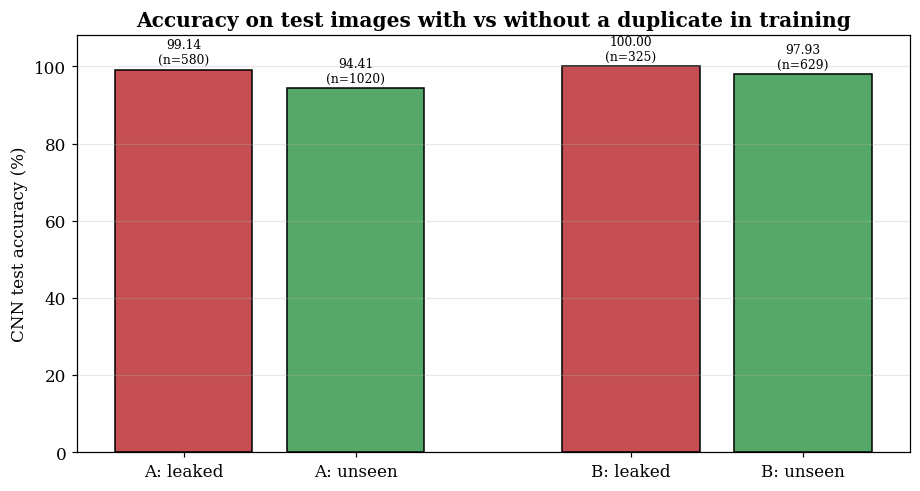 Accuracy on test images with vs without a duplicate in training
CNN test accuracy (%)
100
80
60
40
20
0
99.14
(n=580)
94.41
(n=1020)
100.00
(n=325)
97.93
(n=629)
A: leaked
A: unseen
B: leaked
B: unseen